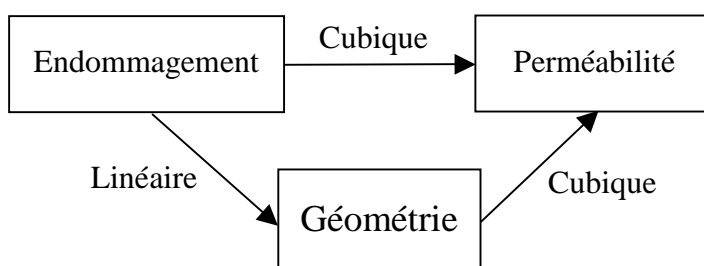 Cubique
Endommagement
Perméabilité
Linéaire
Cubique
Géométrie